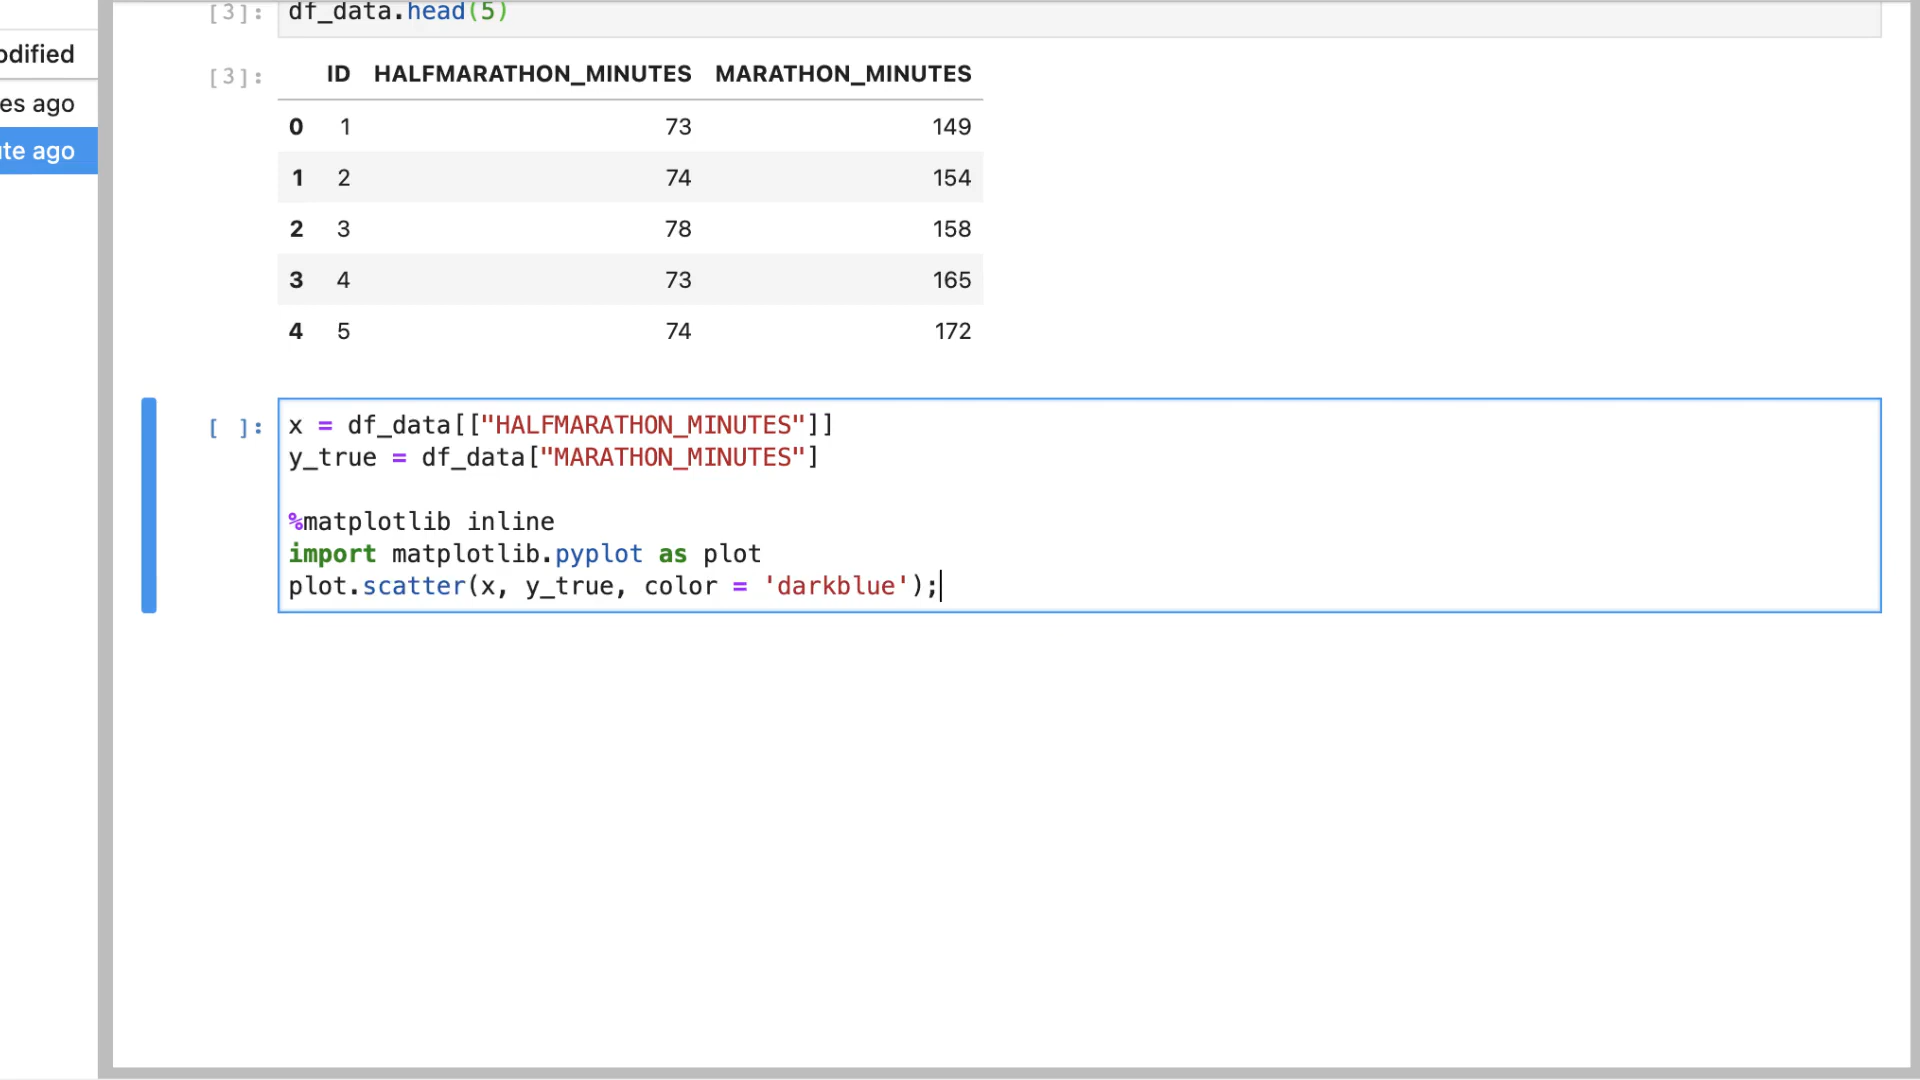 [3]: df_data.head(5)
odified
[3]: ID HALFMARATHON_MINUTES MARATHON_MINUTES
es ago
0 1 73 149
te ago
1 2 74 154
2 3 78 158
3 4 73 165
4 5 74 172
[ ]: x = df_data[["HALFMARATHON_MINUTES"]]
y_true = df_data["MARATHON_MINUTES"]
%matplotlib inline
import matplotlib.pyplot as plot
plot.scatter(x, y_true, color = 'darkblue');